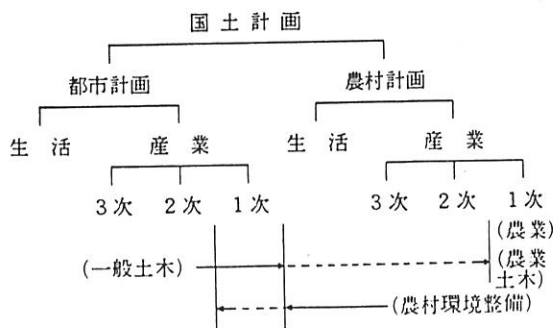 国土計画
都市計画 農村計画
生活 産業 生活 産業
3次 2次 1次 3次 2次 1次
(農業)
(一般土木) (農業
土木)
(農村環境整備)